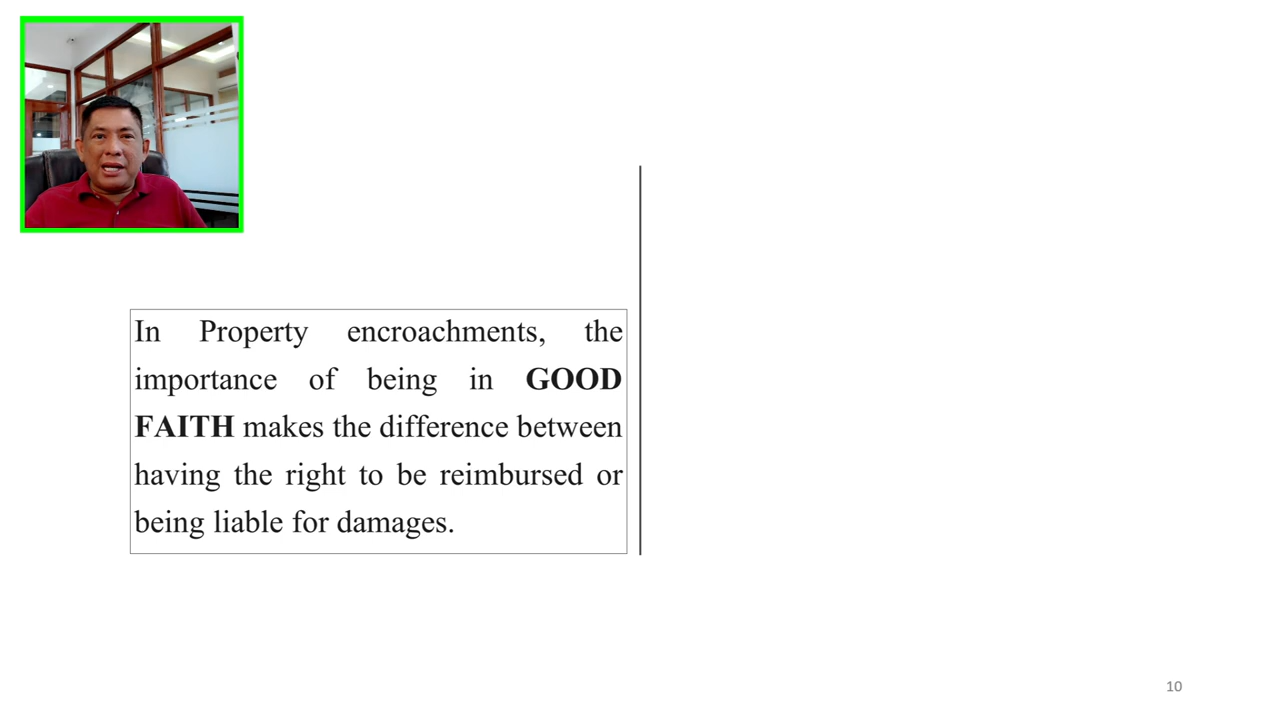 In Property encroachments, the
importance of being in GOOD
FAITH makes the difference between
having the right to be reimbursed or
being liable for damages.
10